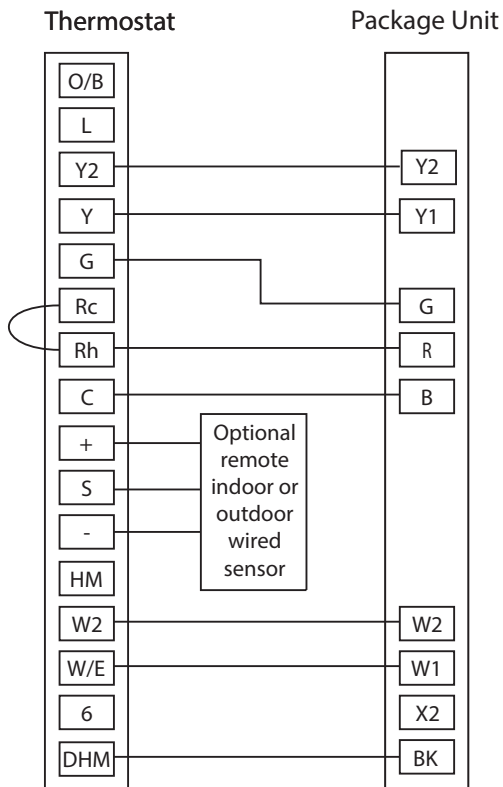 Thermostat
Package Unit
O/B
L
Y2
Y
G
Rc
Rh
C
+
S
-
HM
W2
W/E
6
DHM
Optional
remote
indoor or
outdoor
wired
sensor
Y2
Y1
G
R
B
W2
W1
X2
BK